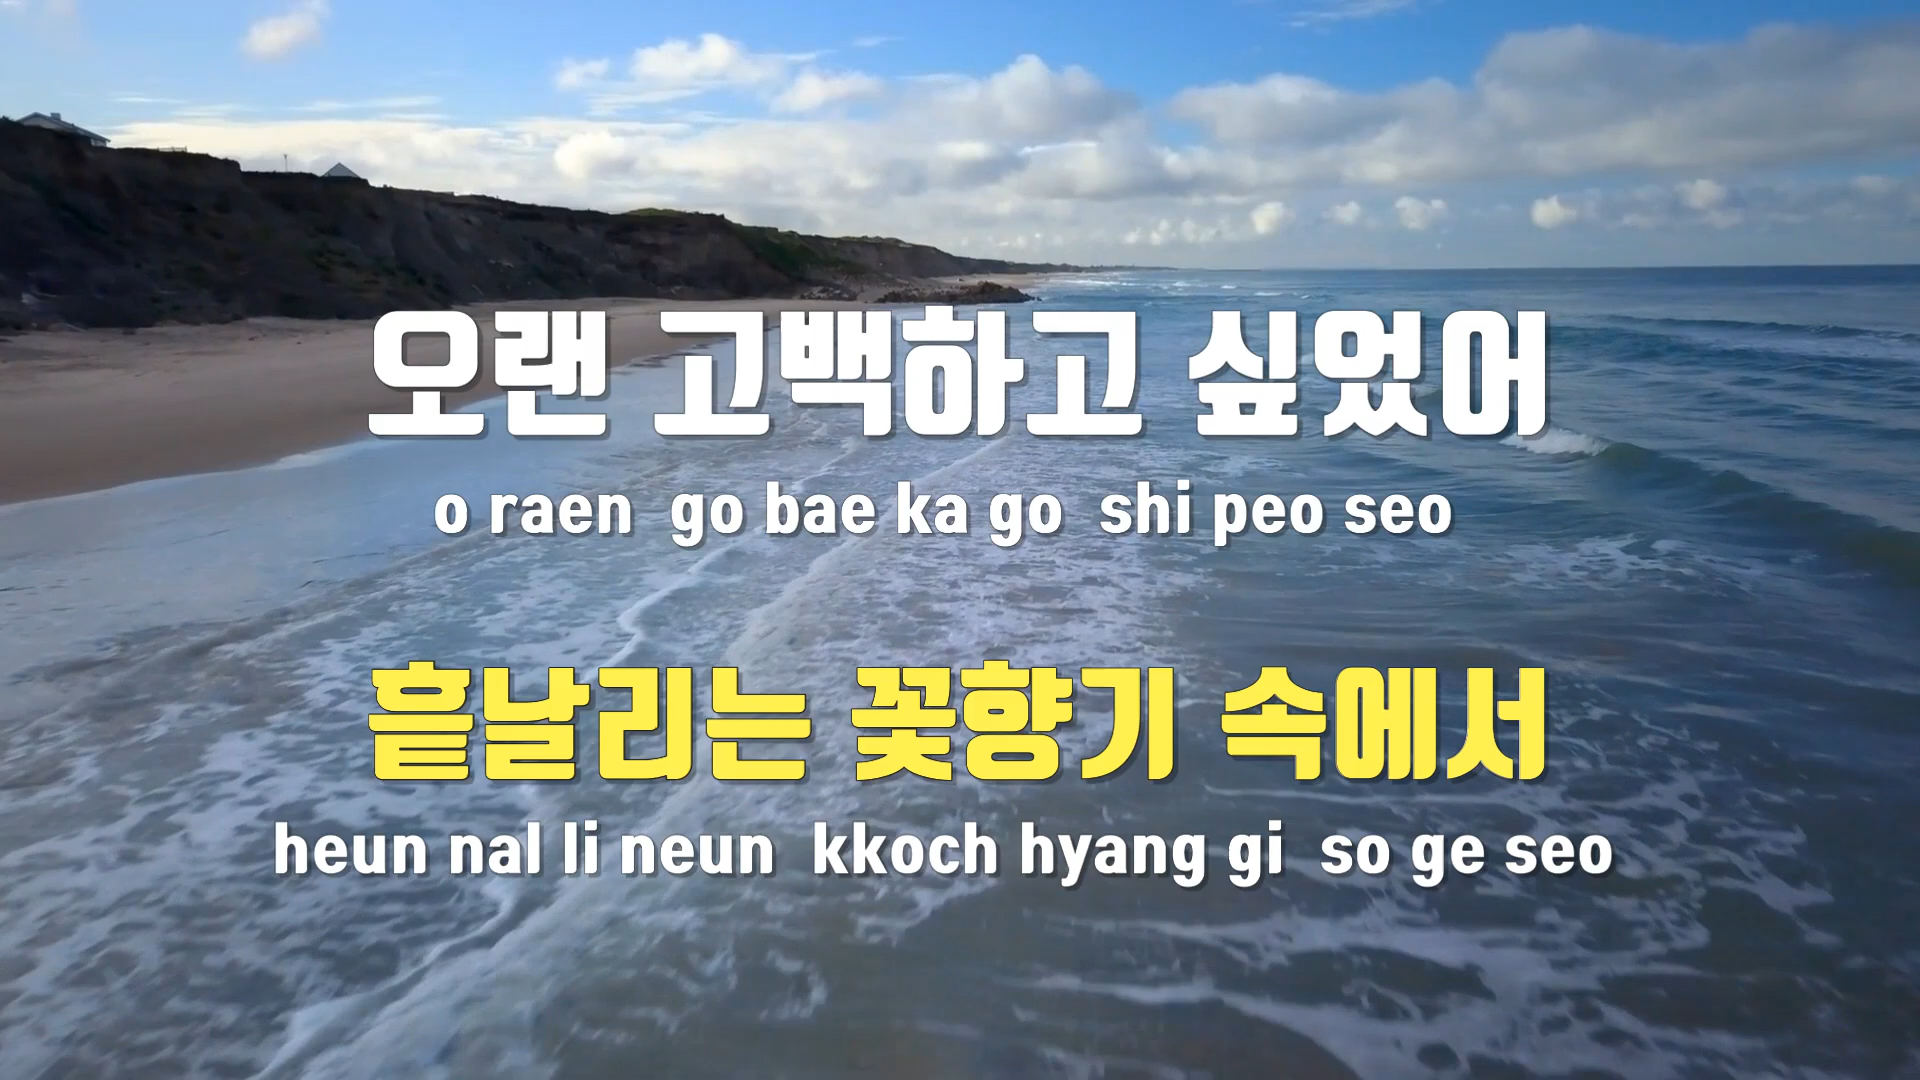 오랜 고백하고 싶었어
o raen go bae ka go shi peo seo
흩날리는 꽃향기 속에서
heun nal li neun kkoch hyang gi so ge seo